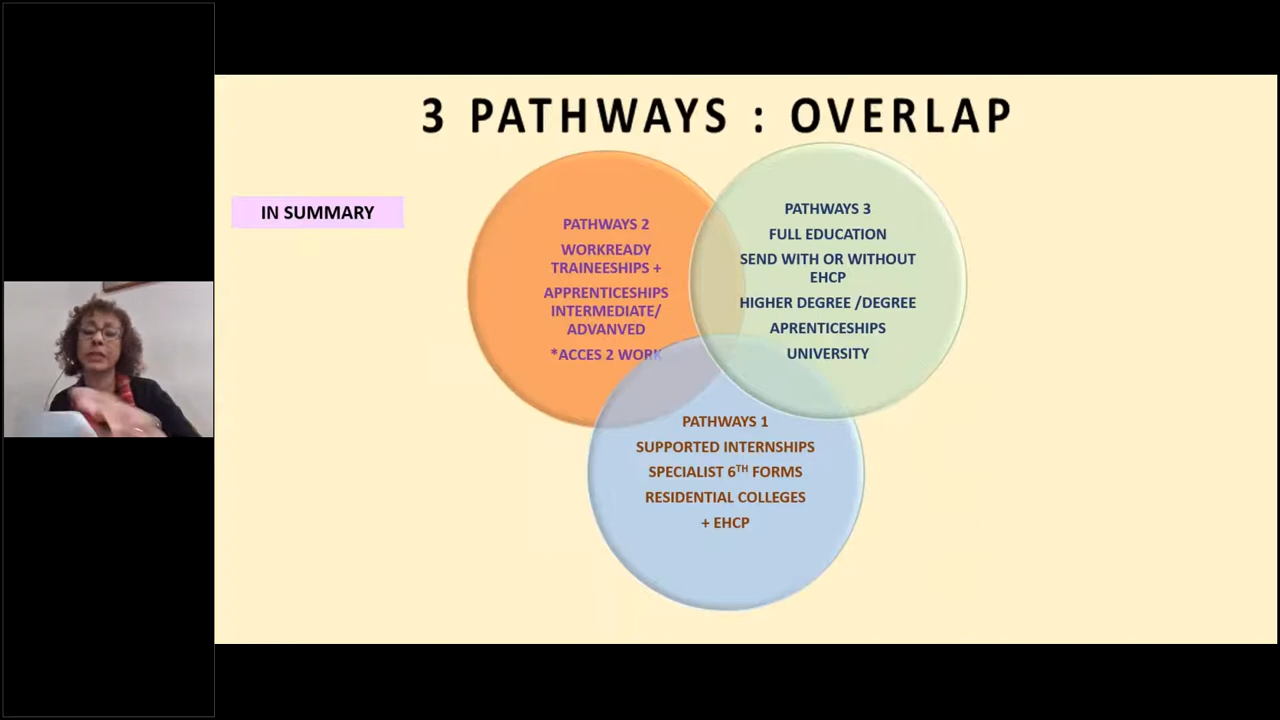 3 PATHWAYS : OVERLAP
IN SUMMARY
PATHWAYS 2
WORKREADY
TRAINEESHIPS +
APPRENTICESHIPS
INTERMEDIATE/
ADVANVED
*ACCES 2 WORK
PATHWAYS 3
FULL EDUCATION
SEND WITH OR WITHOUT
EHCP
HIGHER DEGREE /DEGREE
APRENTICESHIPS
UNIVERSITY
PATHWAYS 1
SUPPORTED INTERNSHIPS
SPECIALIST 6TH FORMS
RESIDENTIAL COLLEGES
+ EHCP